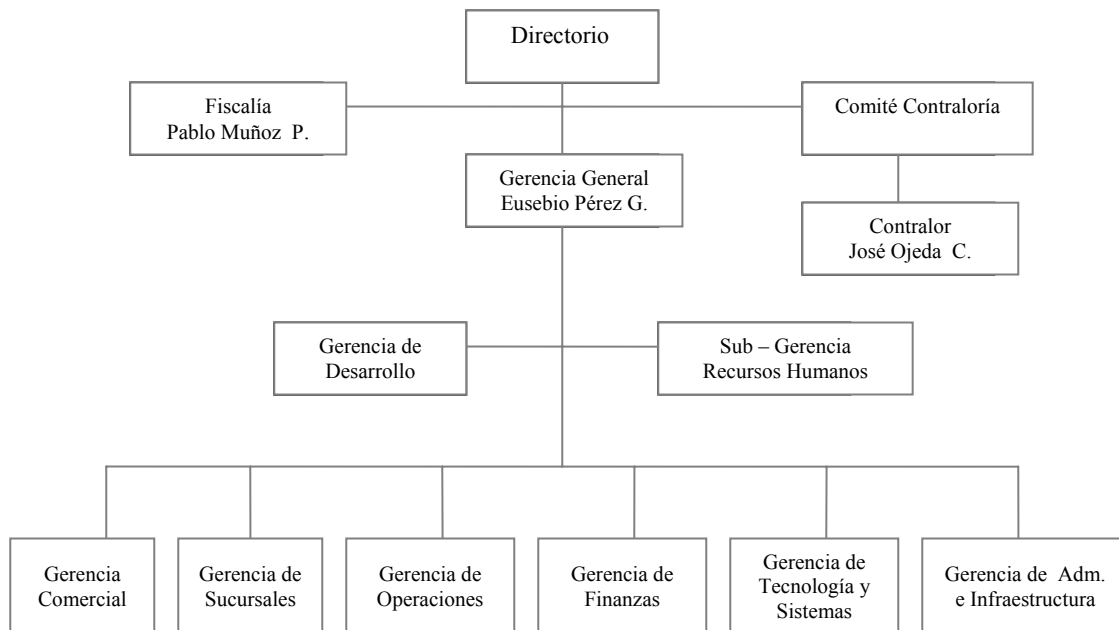 Directorio
Fiscalía
Pablo Muñoz P.
Comité Contraloría
Gerencia General
Eusebio Pérez G.
Contralor
José Ojeda C.
Gerencia de
Desarrollo
Sub – Gerencia
Recursos Humanos
Gerencia
Comercial
Gerencia de
Sucursales
Gerencia de
Operaciones
Gerencia de
Finanzas
Gerencia de
Tecnología y
Sistemas
Gerencia de Adm.
e Infraestructura